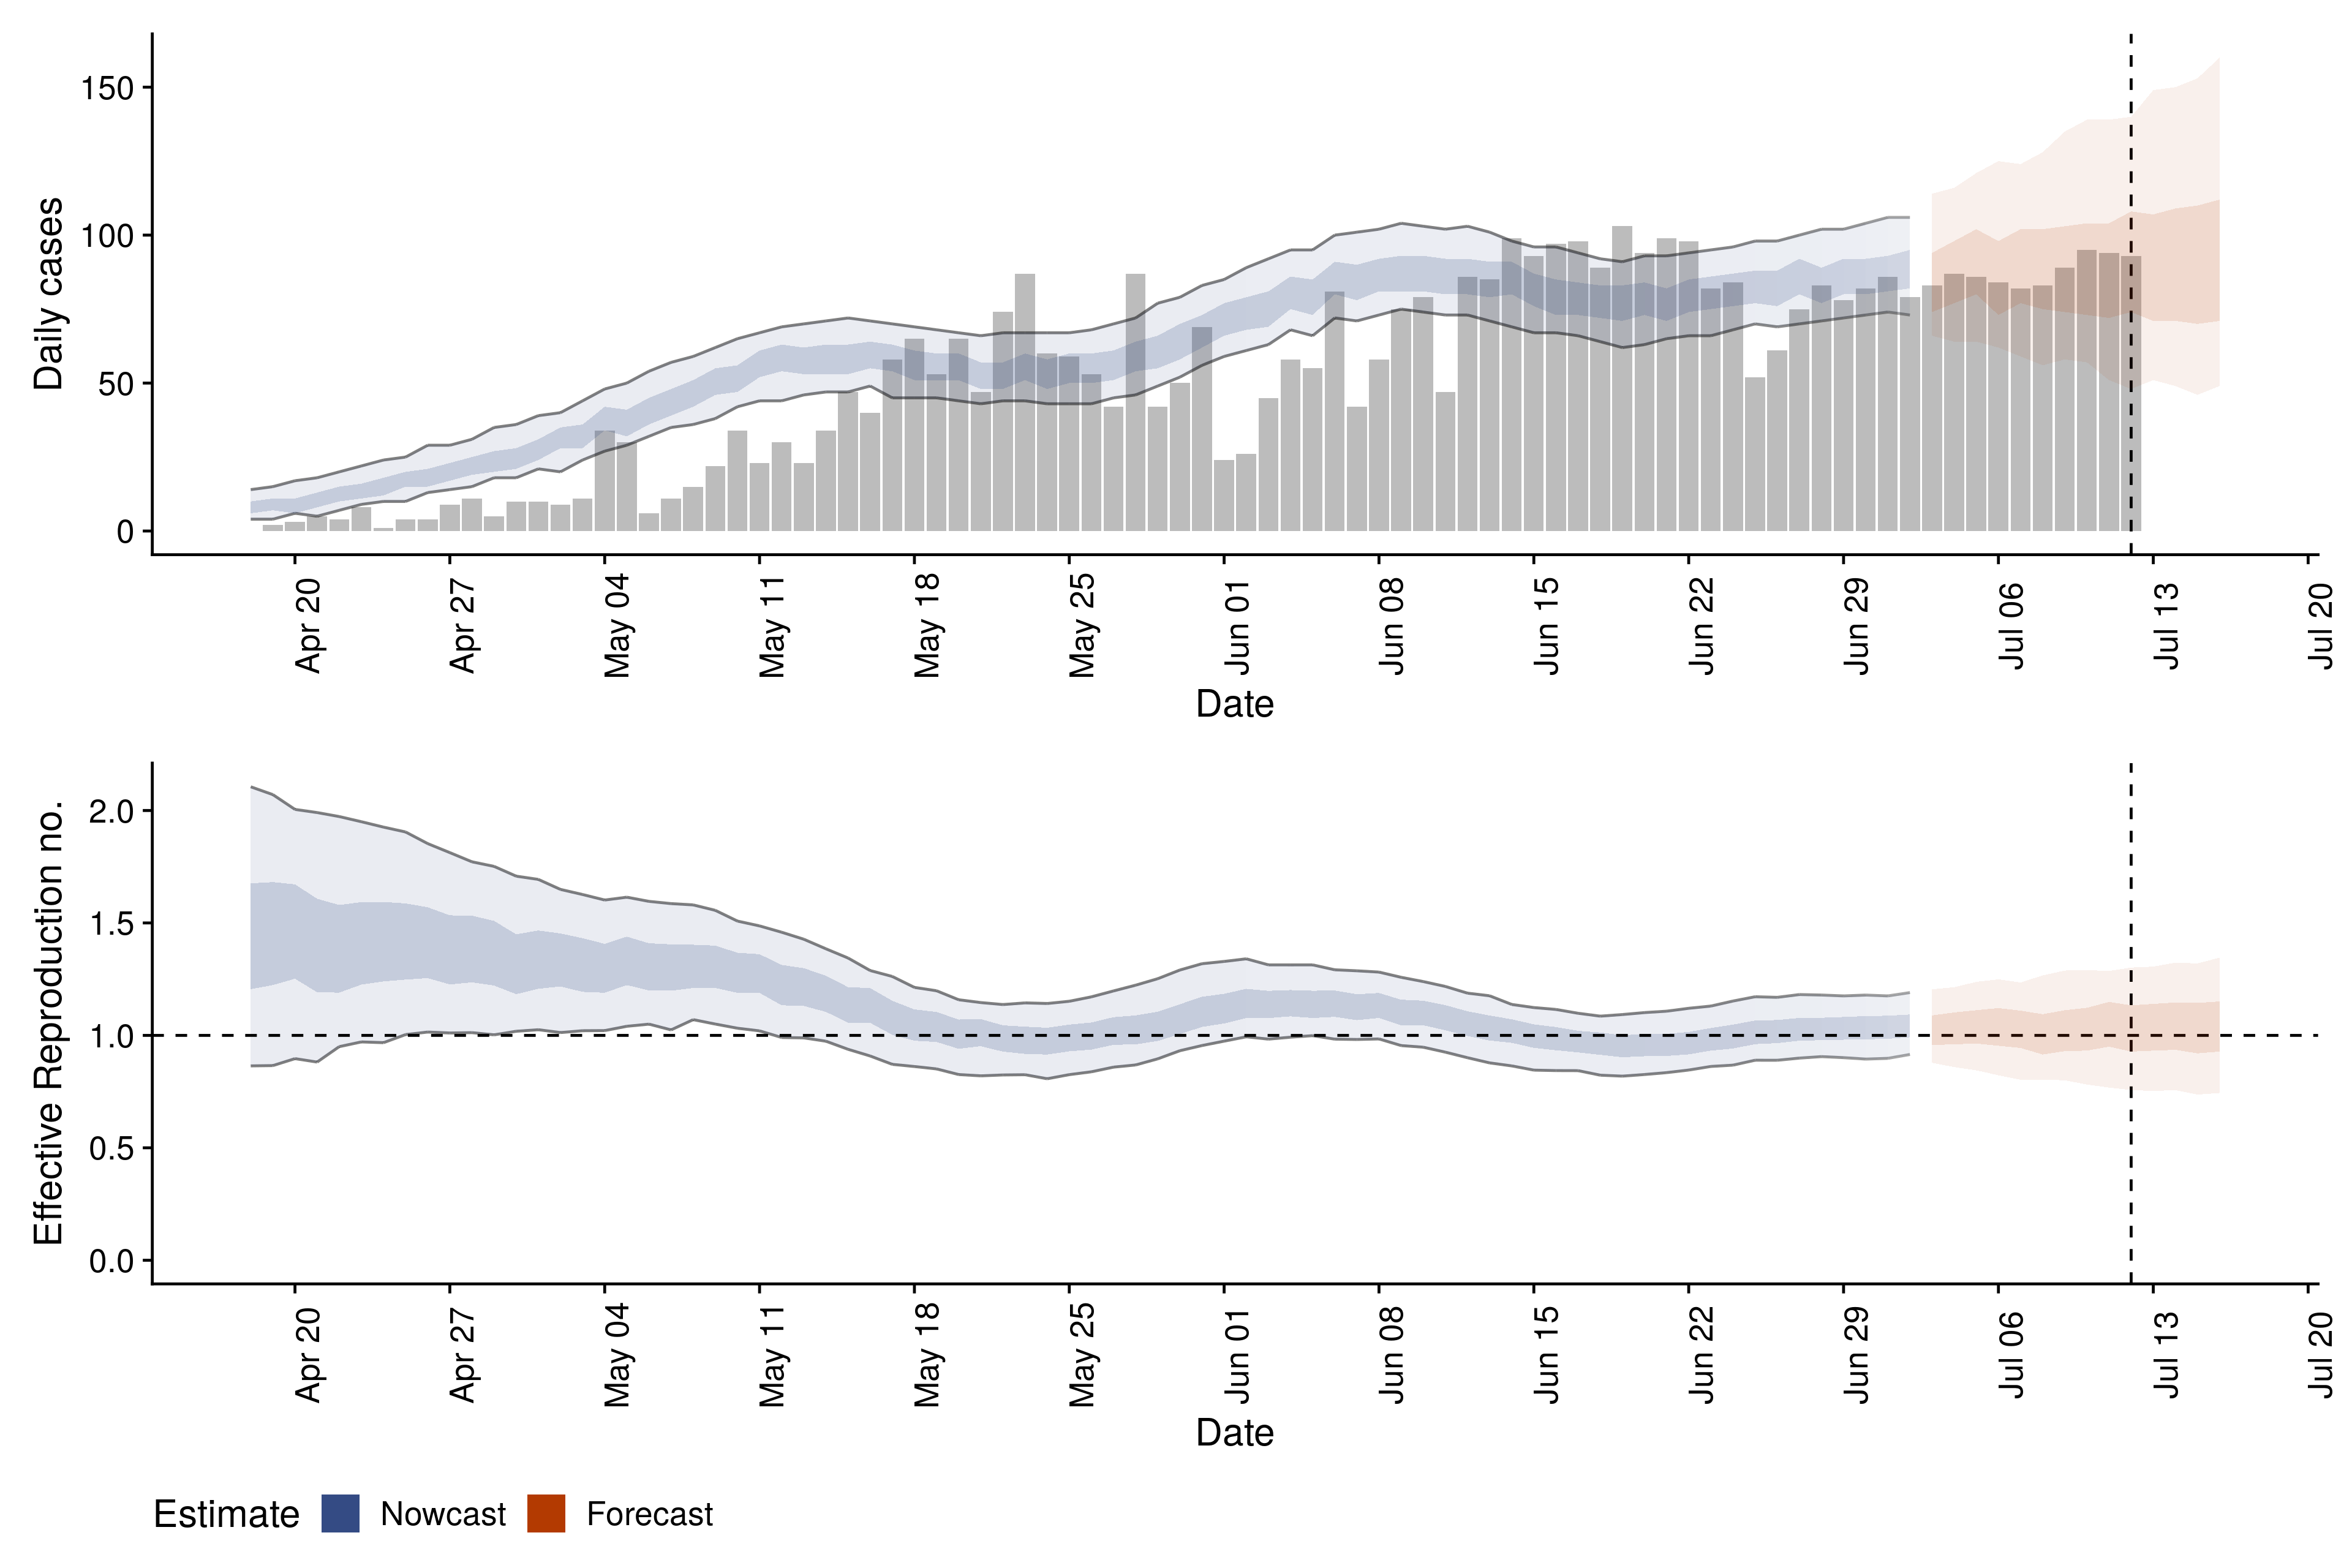 Daily cases
150
100
50
0
Apr 20
Apr 27
May 04
May 11
May 18
May 25
Jun 01
Jun 08
Jun 15
Jun 22
Jun 29
Jul 06
Jul 13
Jul 20
Date
Effective Reproduction no.
2.0
1.5
1.0
0.5
0.0
Apr 20
Apr 27
May 04
May 11
May 18
May 25
Jun 01
Jun 08
Jun 15
Jun 22
Jun 29
Jul 06
Jul 13
Jul 20
Date
Estimate Nowcast Forecast